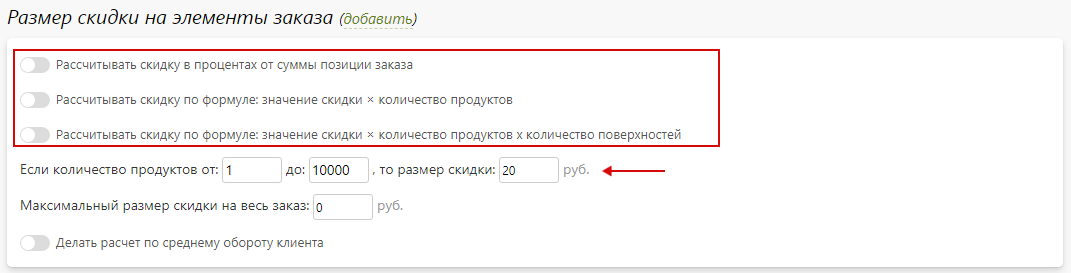 Размер скидки на элементы заказа (добавить)
Рассчитывать скидку в процентах от суммы позиции заказа
Рассчитывать скидку по формуле: значение скидки × количество продуктов
Рассчитывать скидку по формуле: значение скидки × количество продуктов х количество поверхностей
Если количество продуктов от: 1 до: 10000 , то размер скидки: 20 руб.
Максимальный размер скидки на весь заказ: 0 руб.
Делать расчет по среднему обороту клиента